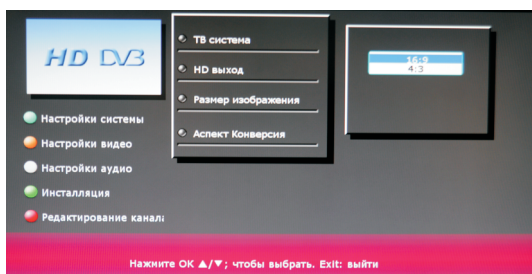 HD DVB
Настройки системы
Настройки видео
Настройки аудио
Инсталляция
Редактирование канал
ТВ система
HD выход
Размер изображения
Аспект Конверсия
16:9
4:3
Нажмите OK ▲/▼; чтобы выбрать. Exit: выйти